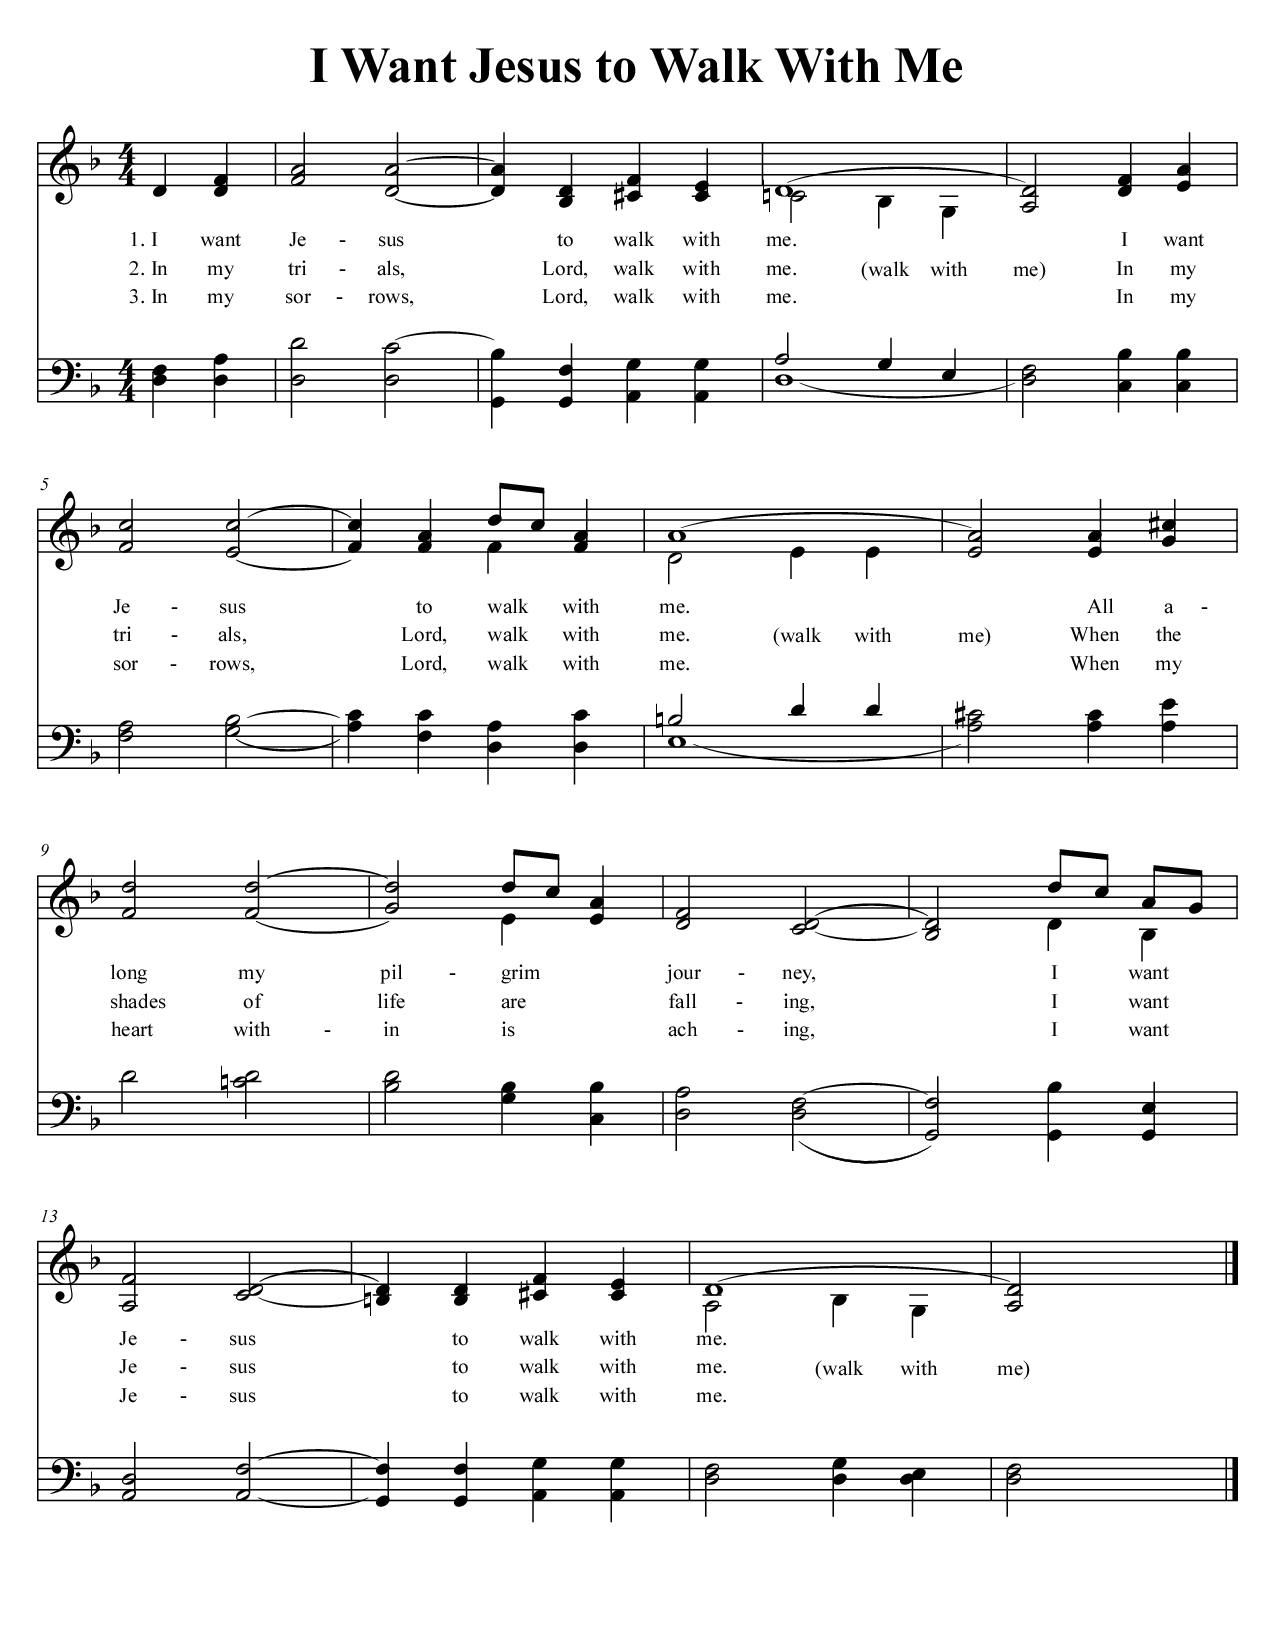 I Want Jesus to Walk With Me
4 4
1. I want Je - sus to walk with me. I want
2. In my tri - als, Lord, walk with me. (walk with me) In my
3. In my sor - rows, Lord, walk with me. In my
4 4
5
Je - sus to walk with me. All a -
tri - als, Lord, walk with me. (walk with me) When the
sor - rows, Lord, walk with me. When my
9
long my pil - grim jour - ney, I want
shades of life are fall - ing, I want
heart with - in is ach - ing, I want
13
Je - sus to walk with me.
Je - sus to walk with me. (walk with me)
Je - sus to walk with me.